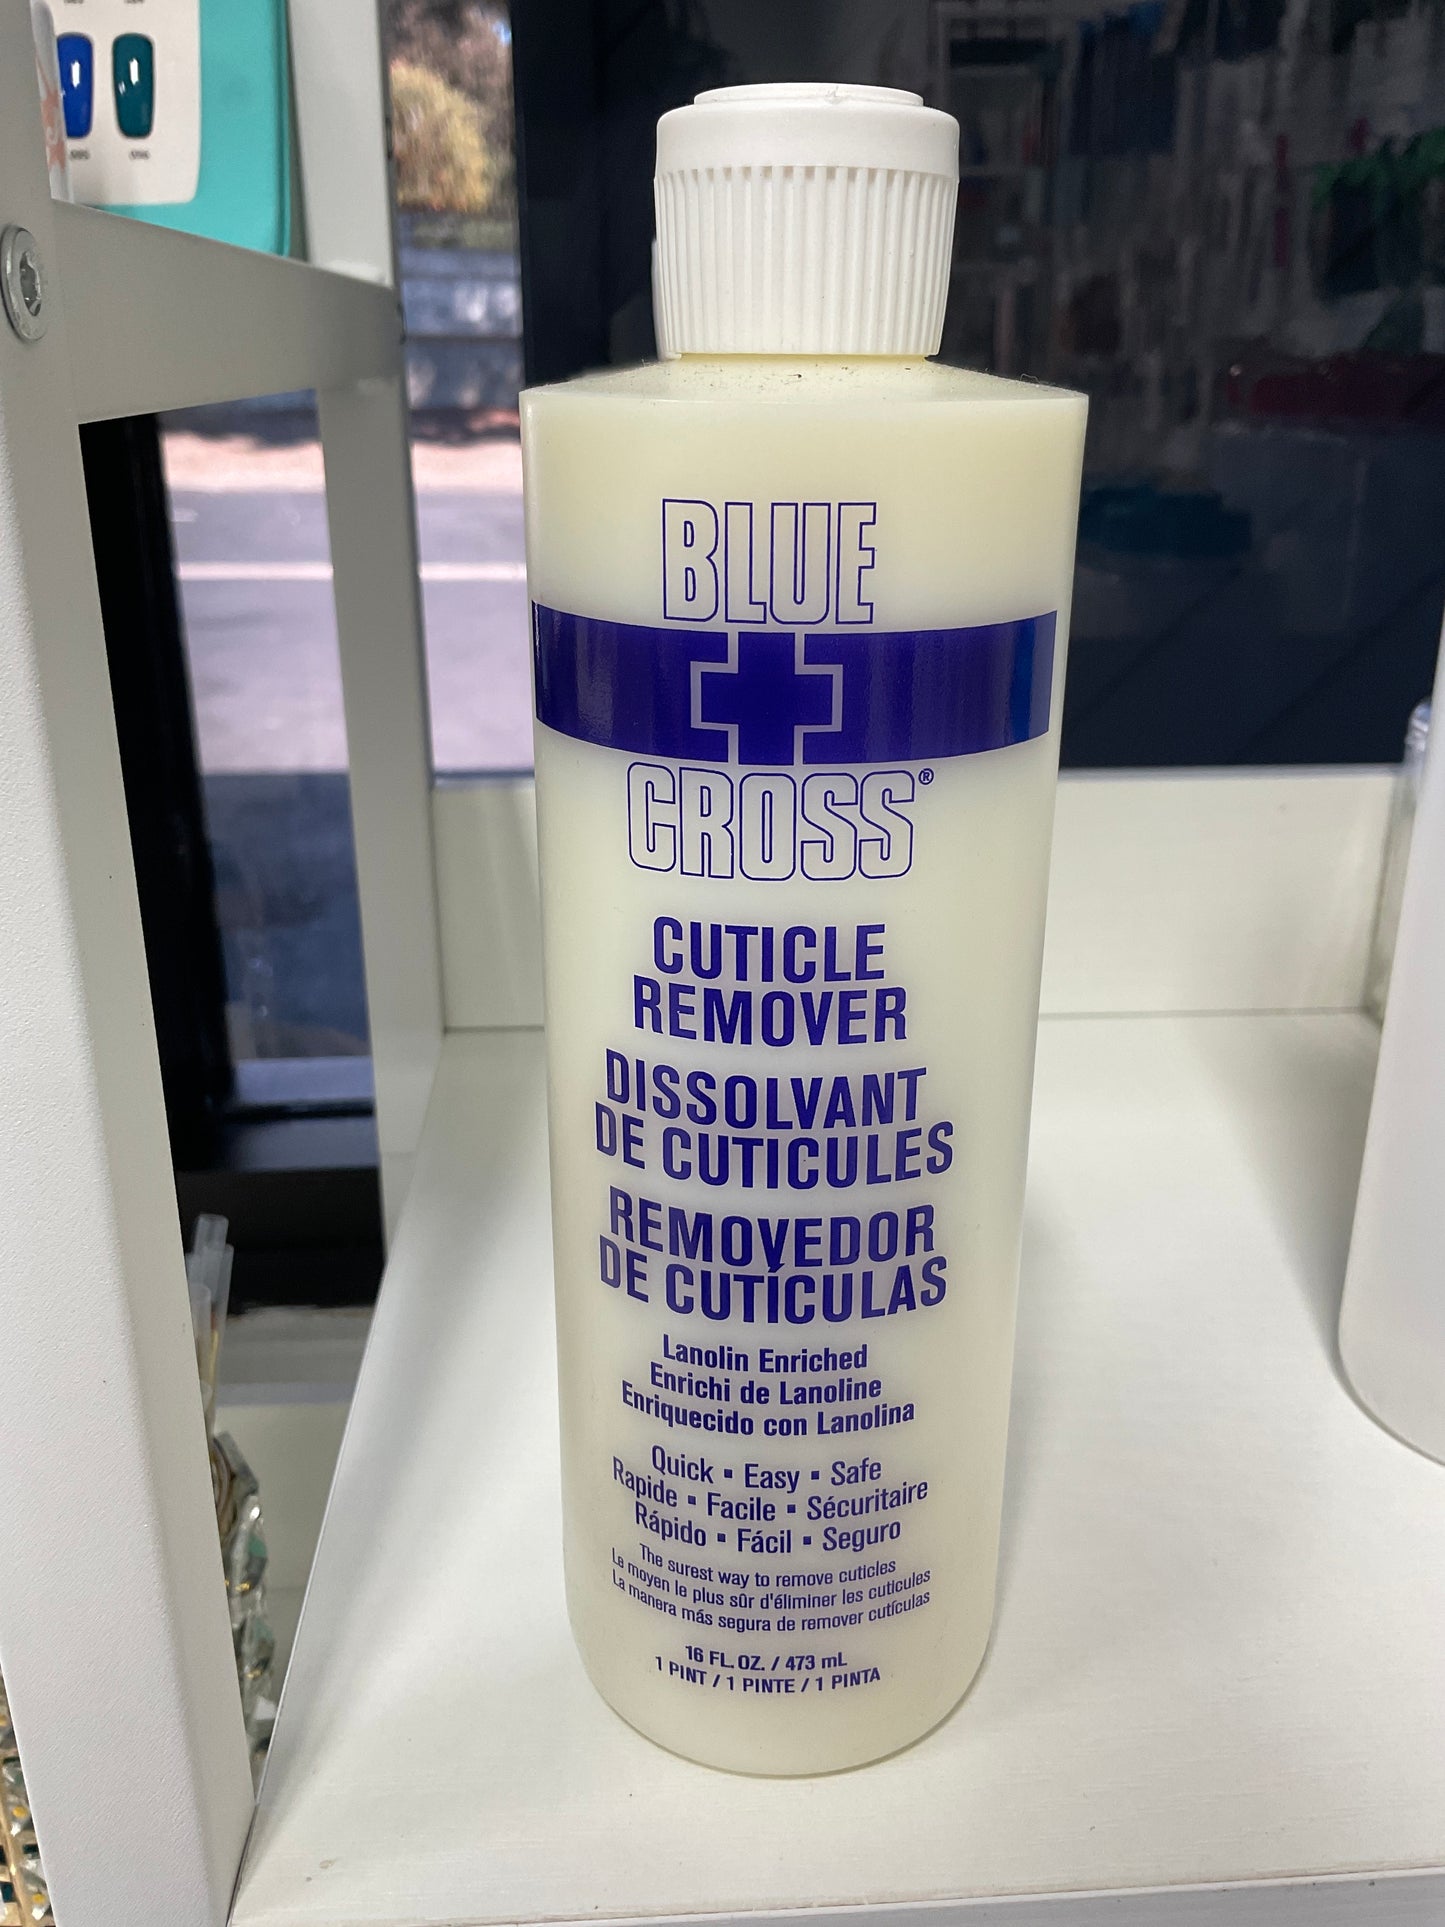 BLUE
CROSS®
CUTICLE
REMOVER
DISSOLVANT
DE CUTICULES
REMOVEDOR
DE CUTÍCULAS
Lanolin Enriched
Enrichi de Lanoline
Enriquecido con Lanolina
Quick ▪ Easy ▪ Safe
Rapide ▪ Facile ▪ Sécuritaire
Rápido ▪ Fácil ▪ Seguro
The surest way to remove cuticles
Le moyen le plus sûr d'éliminer les cuticules
La manera más segura de remover cutículas
16 FL. OZ. / 473 mL
1 PINT / 1 PINTE / 1 PINTA